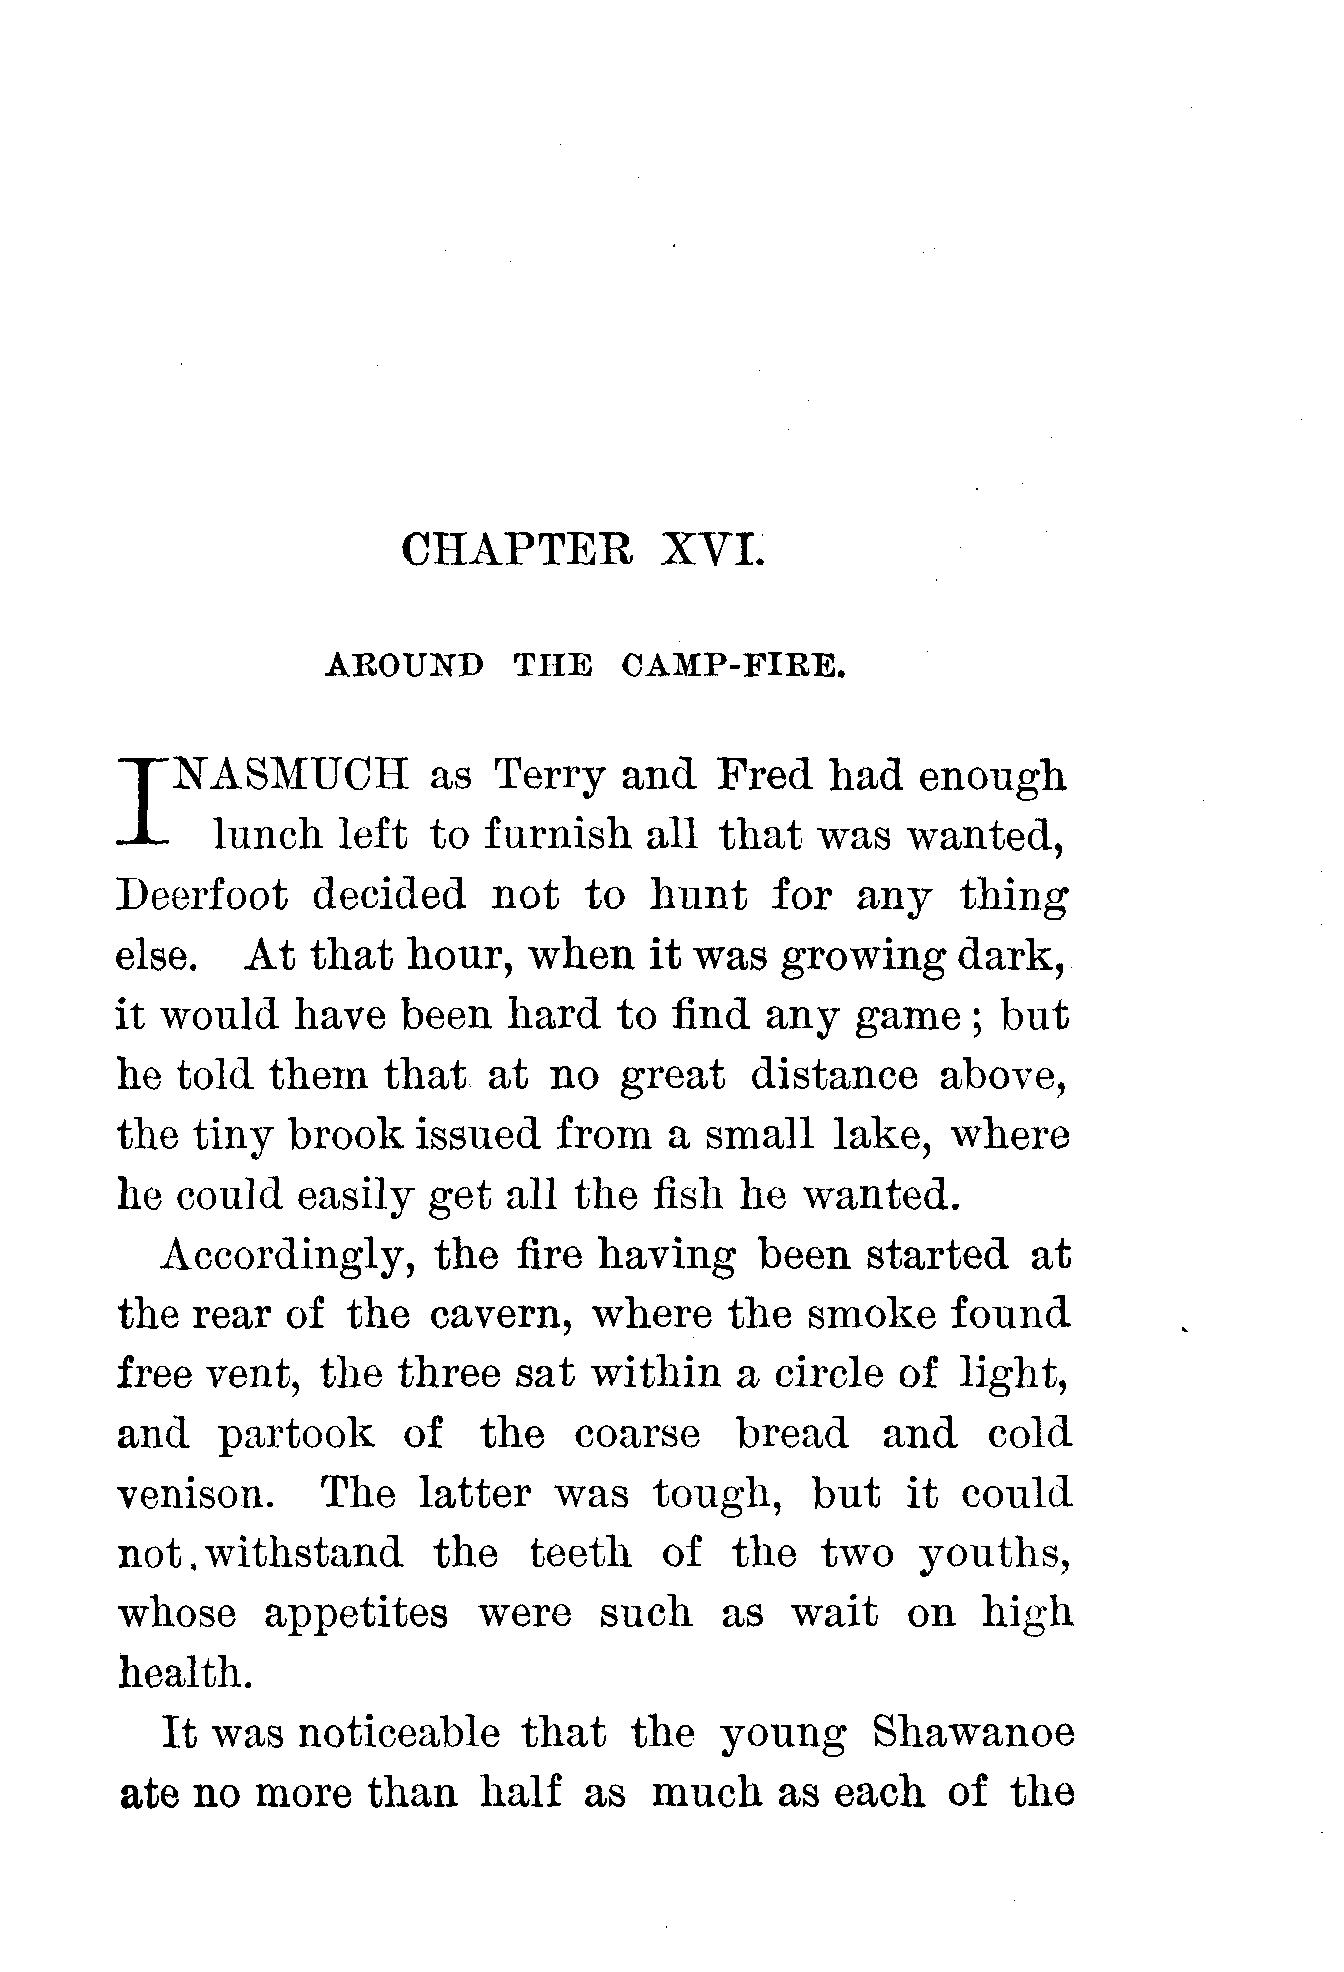 CHAPTER XVI.
AROUND THE CAMP-FIRE.
INASMUCH as Terry and Fred had enough
lunch left to furnish all that was wanted,
Deerfoot decided not to hunt for any thing
else. At that hour, when it was growing dark,
it would have been hard to find any game; but
he told them that at no great distance above,
the tiny brook issued from a small lake, where
he could easily get all the fish he wanted.
Accordingly, the fire having been started at
the rear of the cavern, where the smoke found
free vent, the three sat within a circle of light,
and partook of the coarse bread and cold
venison. The latter was tough, but it could
not withstand the teeth of the two youths,
whose appetites were such as wait on high
health.
It was noticeable that the young Shawanoe
ate no more than half as much as each of the